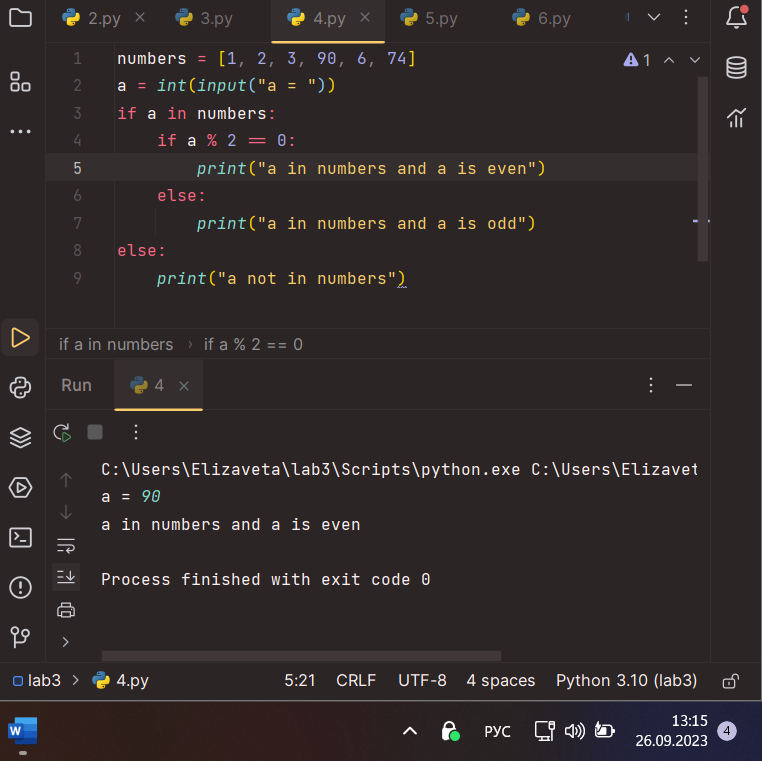 2.py 3.py 4.py 5.py 6.py
1 numbers = [1, 2, 3, 90, 6, 74]
1
2 a = int(input("a = "))
3 if a in numbers:
4     if a % 2 == 0:
5         print("a in numbers and a is even")
6     else:
7         print("a in numbers and a is odd")
8 else:
9     print("a not in numbers")
if a in numbers › if a % 2 == 0
Run 4
C:\Users\Elizaveta\lab3\Scripts\python.exe C:\Users\Elizavet
a = 90
a in numbers and a is even
Process finished with exit code 0
lab3 > 4.py 5:21 CRLF UTF-8 4 spaces Python 3.10 (lab3)
W РУС 13:15 4
26.09.2023